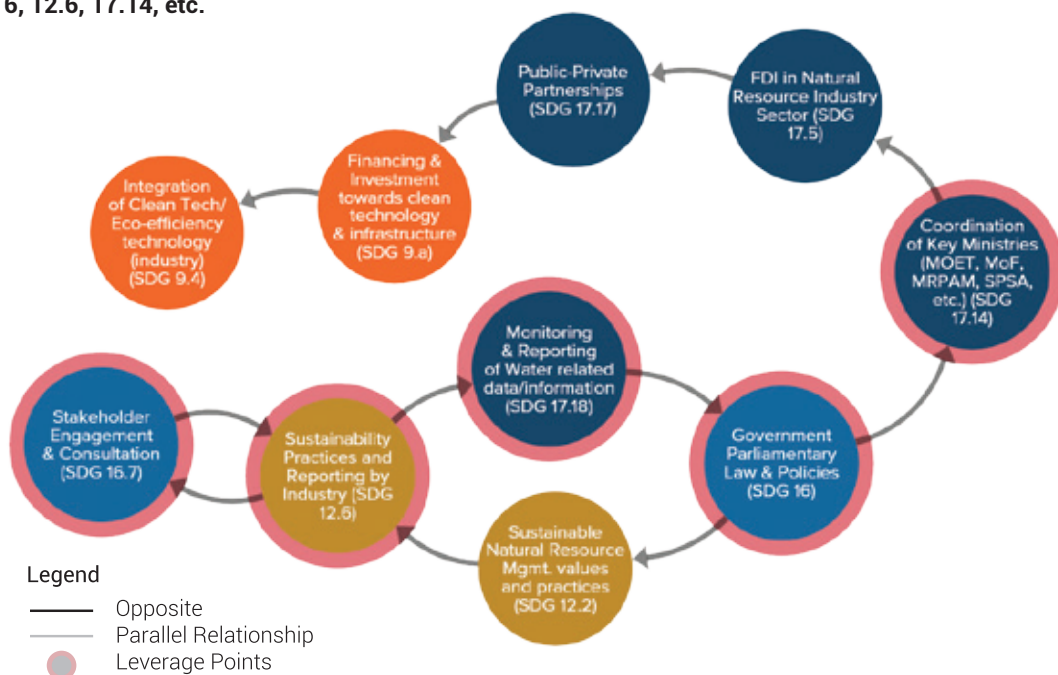 6, 12.6, 17.14, etc.
Public-Private
Partnerships
(SDG 17.17)
FDI in Natural
Resource Industry
Sector (SDG
17.5)
Financing &
Investment
towards clean
technology
& infrastructure
(SDG 9.a)
Integration
of Clean Tech/
Eco-efficiency
technology
(industry)
(SDG 9.4)
Coordination
of Key Ministries
(MOET, MoF,
MRPAM, SPSA,
etc.) (SDG
17.14)
Monitoring
& Reporting
of Water related
data/information
(SDG 17.18)
Stakeholder
Engagement
& Consultation
(SDG 16.7)
Sustainability
Practices and
Reporting by
Industry (SDG
12.6)
Government
Parliamentary
Law & Policies
(SDG 16)
Sustainable
Natural Resource
Mgmt. values
and practices
(SDG 12.2)
Legend
Opposite
Parallel Relationship
Leverage Points